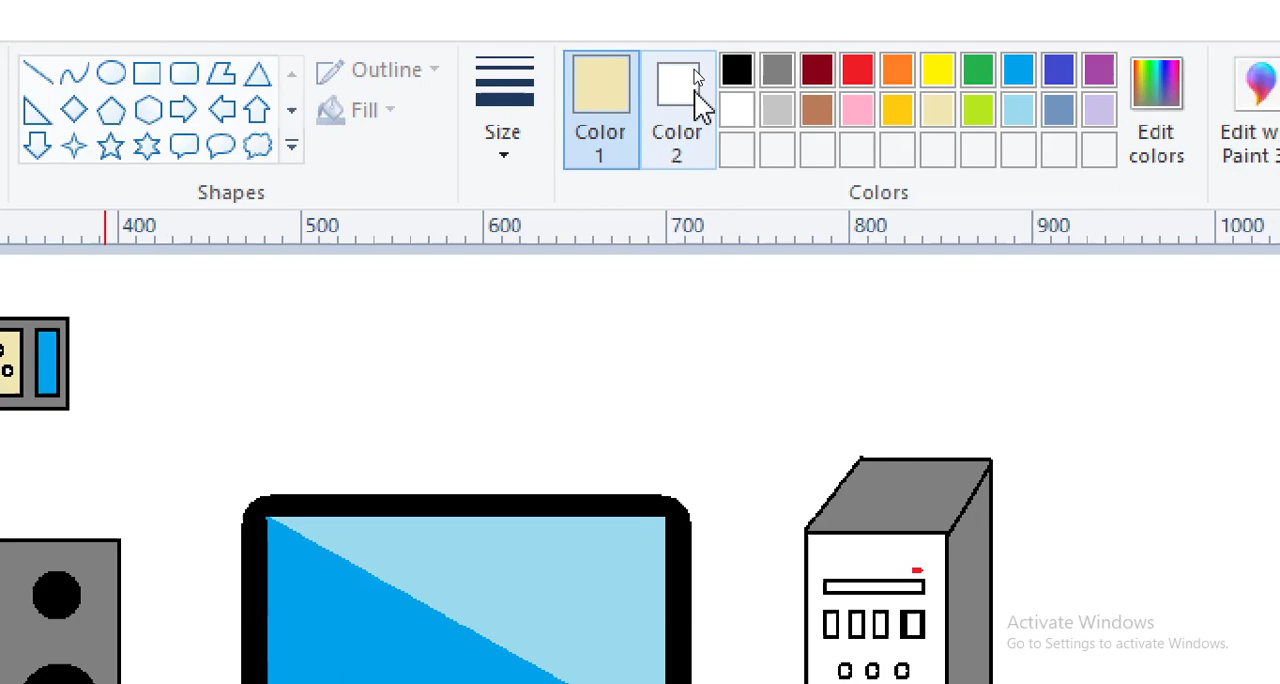 Outline
Fill
Size
Color
1
Color
2
Edit
colors
Edit w
Paint 3
Shapes
Colors
400
500
600
700
800
900
1000
Activate Windows
Go to Settings to activate Windows.